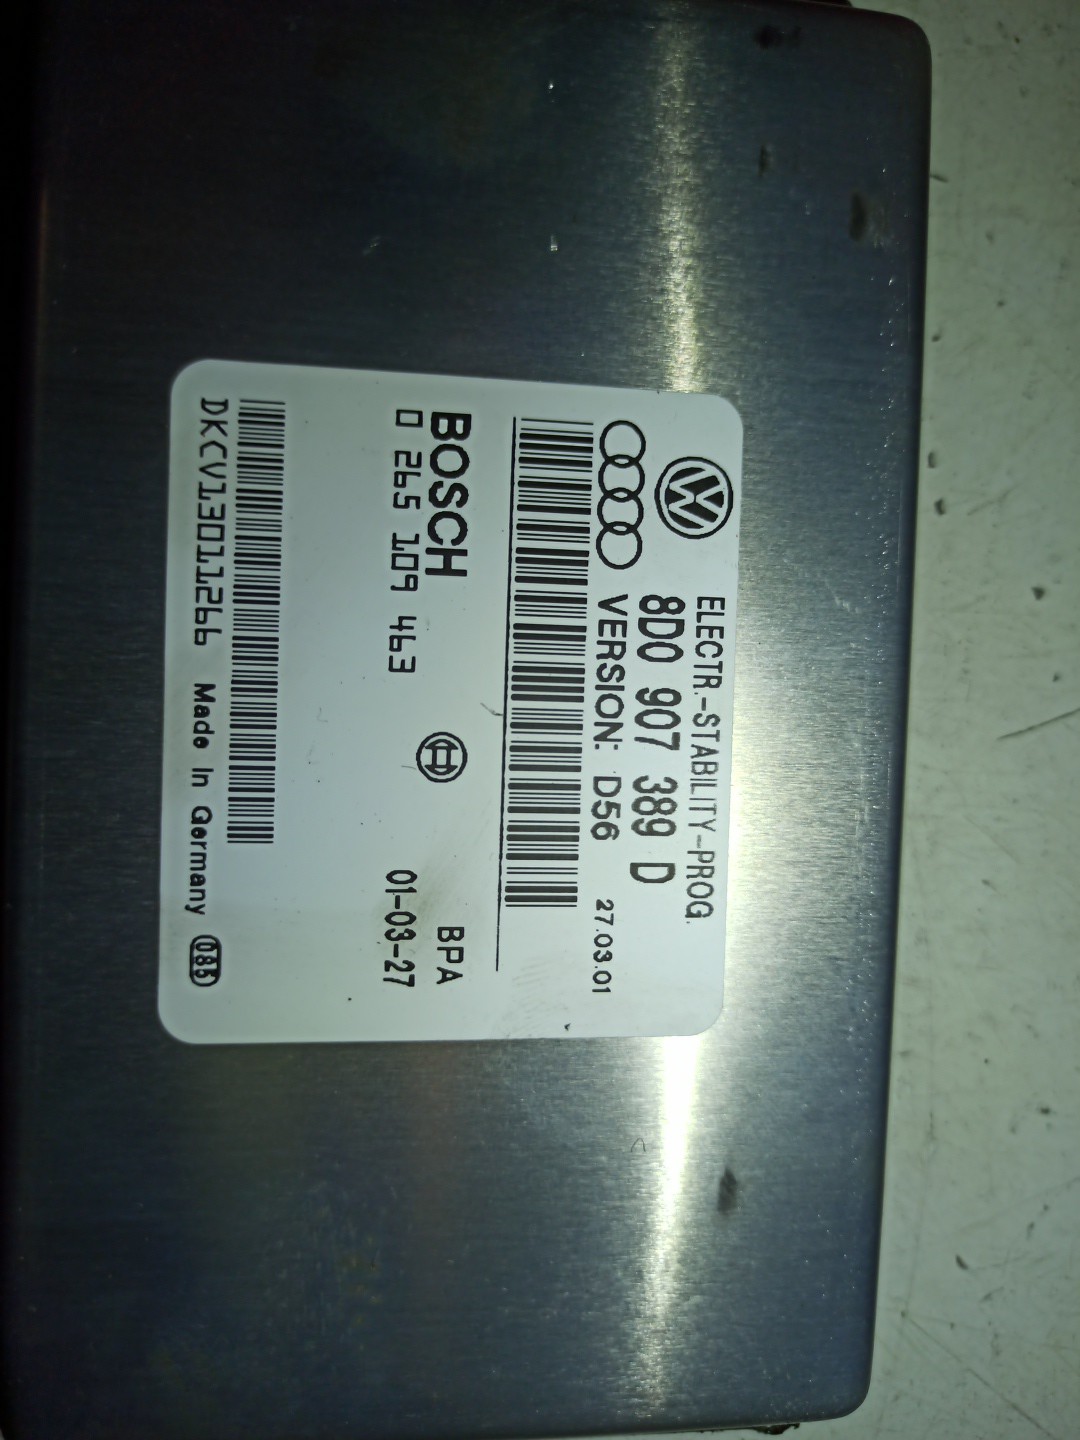 ELECTR.-STABILITY-PROG.
8D0 907 389 D
VERSION: D56 27.03.01
BOSCH BPA
0 265 109 463 01-03-27
DKCV13011266 Made In Germany 085